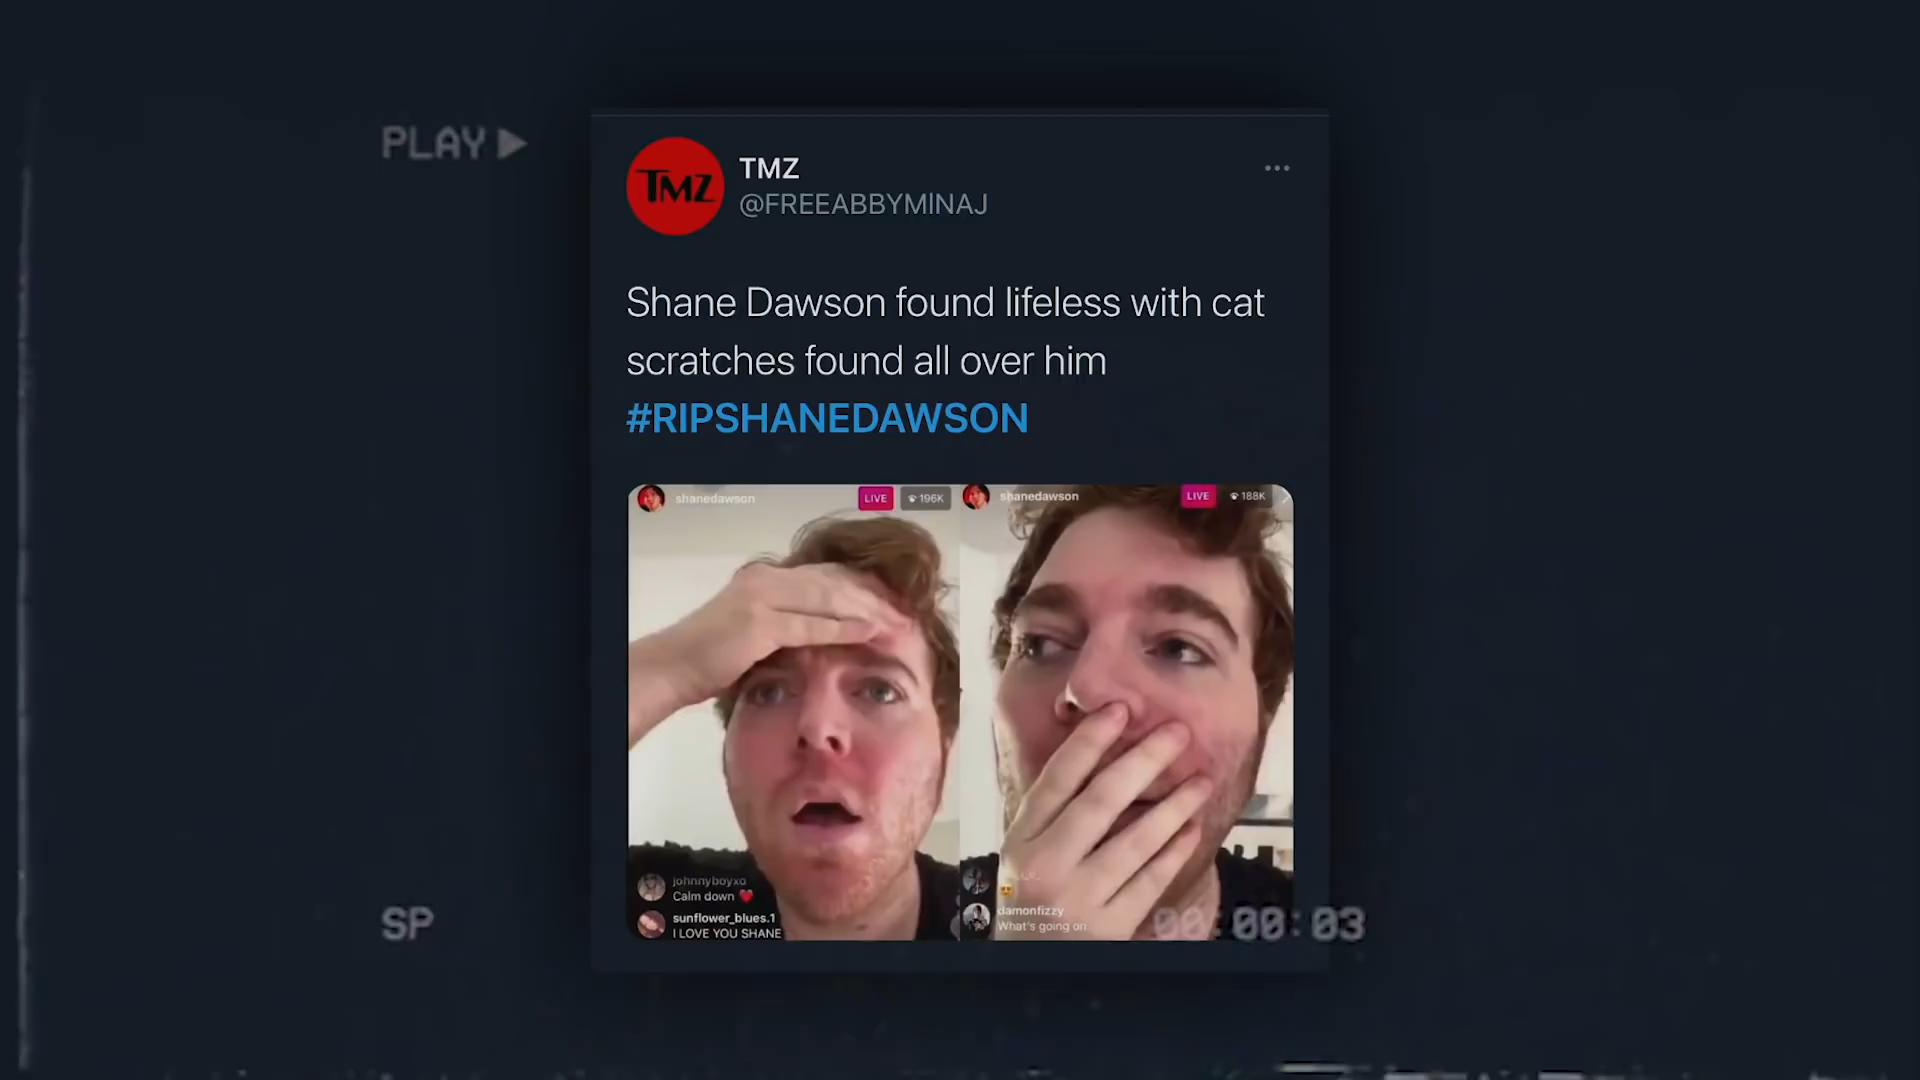 PLAY
TMZ
TMZ
@FREEABBYMINAJ
Shane Dawson found lifeless with cat
scratches found all over him
#RIPSHANEDAWSON
shanedawson
LIVE
196K
shanedawson
LIVE
188K
johnnyboyxo
Calm down
sunflower_blues.1
I LOVE YOU SHANE
damonfizzy
What's going on
SP
00:00:03